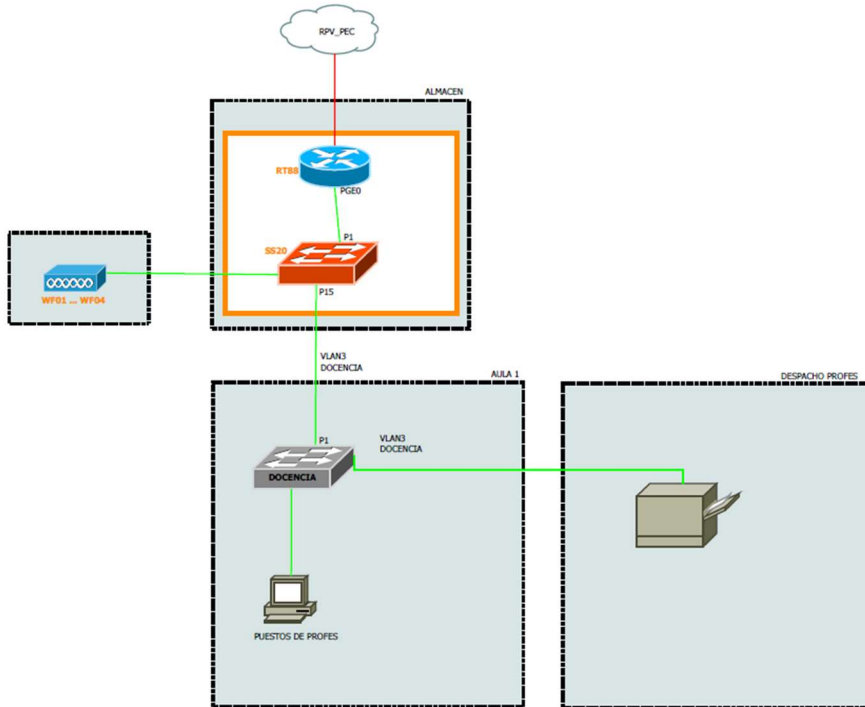 RPV_PEC
ALMACEN
RT88
PGE0
P1
SS20
P15
WF01 ... WF04
VLAN3
DOCENCIA
AULA 1
DESPACHO PROFES
P1
VLAN3
DOCENCIA
DOCENCIA
PUESTOS DE PROFES